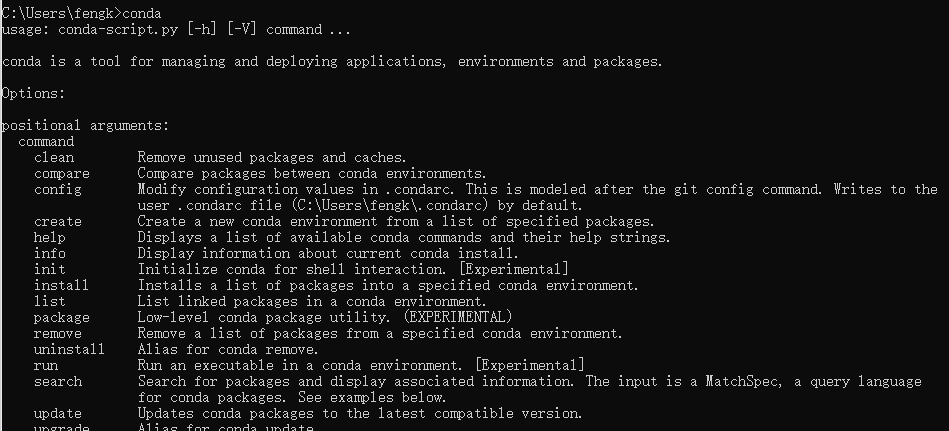 C:\Users\fengk>conda
usage: conda-script.py [-h] [-V] command ...
conda is a tool for managing and deploying applications, environments and packages.
Options:
positional arguments:
command
clean Remove unused packages and caches.
compare Compare packages between conda environments.
config Modify configuration values in .condarc. This is modeled after the git config command. Writes to the
user .condarc file (C:\Users\fengk\.condarc) by default.
create Create a new conda environment from a list of specified packages.
help Displays a list of available conda commands and their help strings.
info Display information about current conda install.
init Initialize conda for shell interaction. [Experimental]
install Installs a list of packages into a specified conda environment.
list List linked packages in a conda environment.
package Low-level conda package utility. (EXPERIMENTAL)
remove Remove a list of packages from a specified conda environment.
uninstall Alias for conda remove.
run Run an executable in a conda environment. [Experimental]
search Search for packages and display associated information. The input is a MatchSpec, a query language
for conda packages. See examples below.
update Updates conda packages to the latest compatible version.
upgrade Alias for conda update.